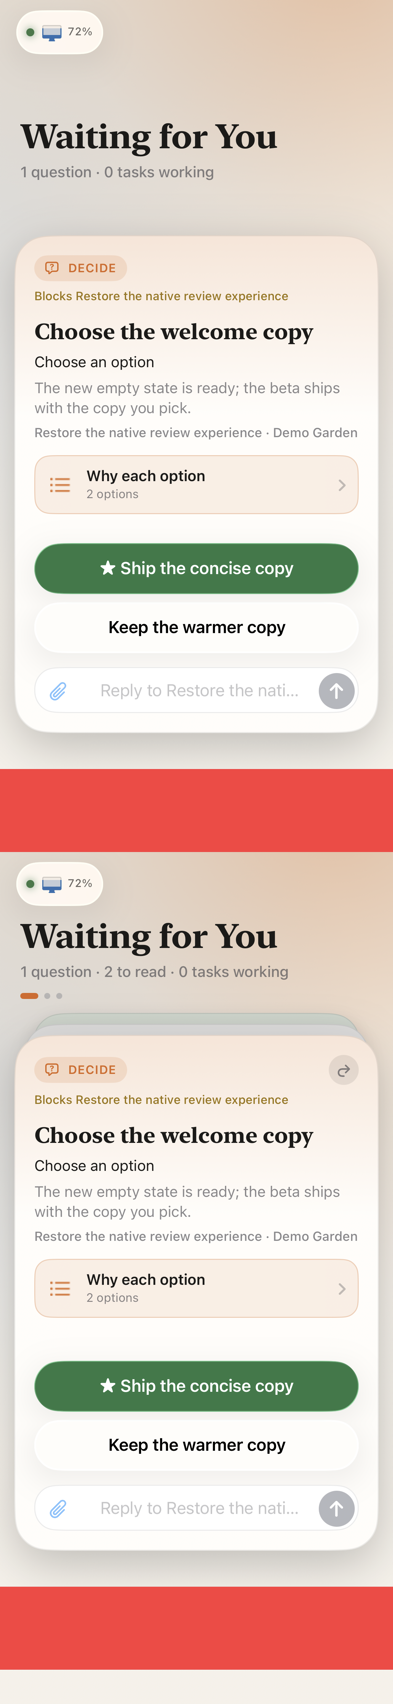 72%
Waiting for You
1 question · 0 tasks working
DECIDE
Blocks Restore the native review experience
Choose the welcome copy
Choose an option
The new empty state is ready; the beta ships
with the copy you pick.
Restore the native review experience · Demo Garden
Why each option
2 options
Ship the concise copy
Keep the warmer copy
Reply to Restore the nati...
72%
Waiting for You
1 question · 2 to read · 0 tasks working
DECIDE
Blocks Restore the native review experience
Choose the welcome copy
Choose an option
The new empty state is ready; the beta ships
with the copy you pick.
Restore the native review experience · Demo Garden
Why each option
2 options
Ship the concise copy
Keep the warmer copy
Reply to Restore the nati...